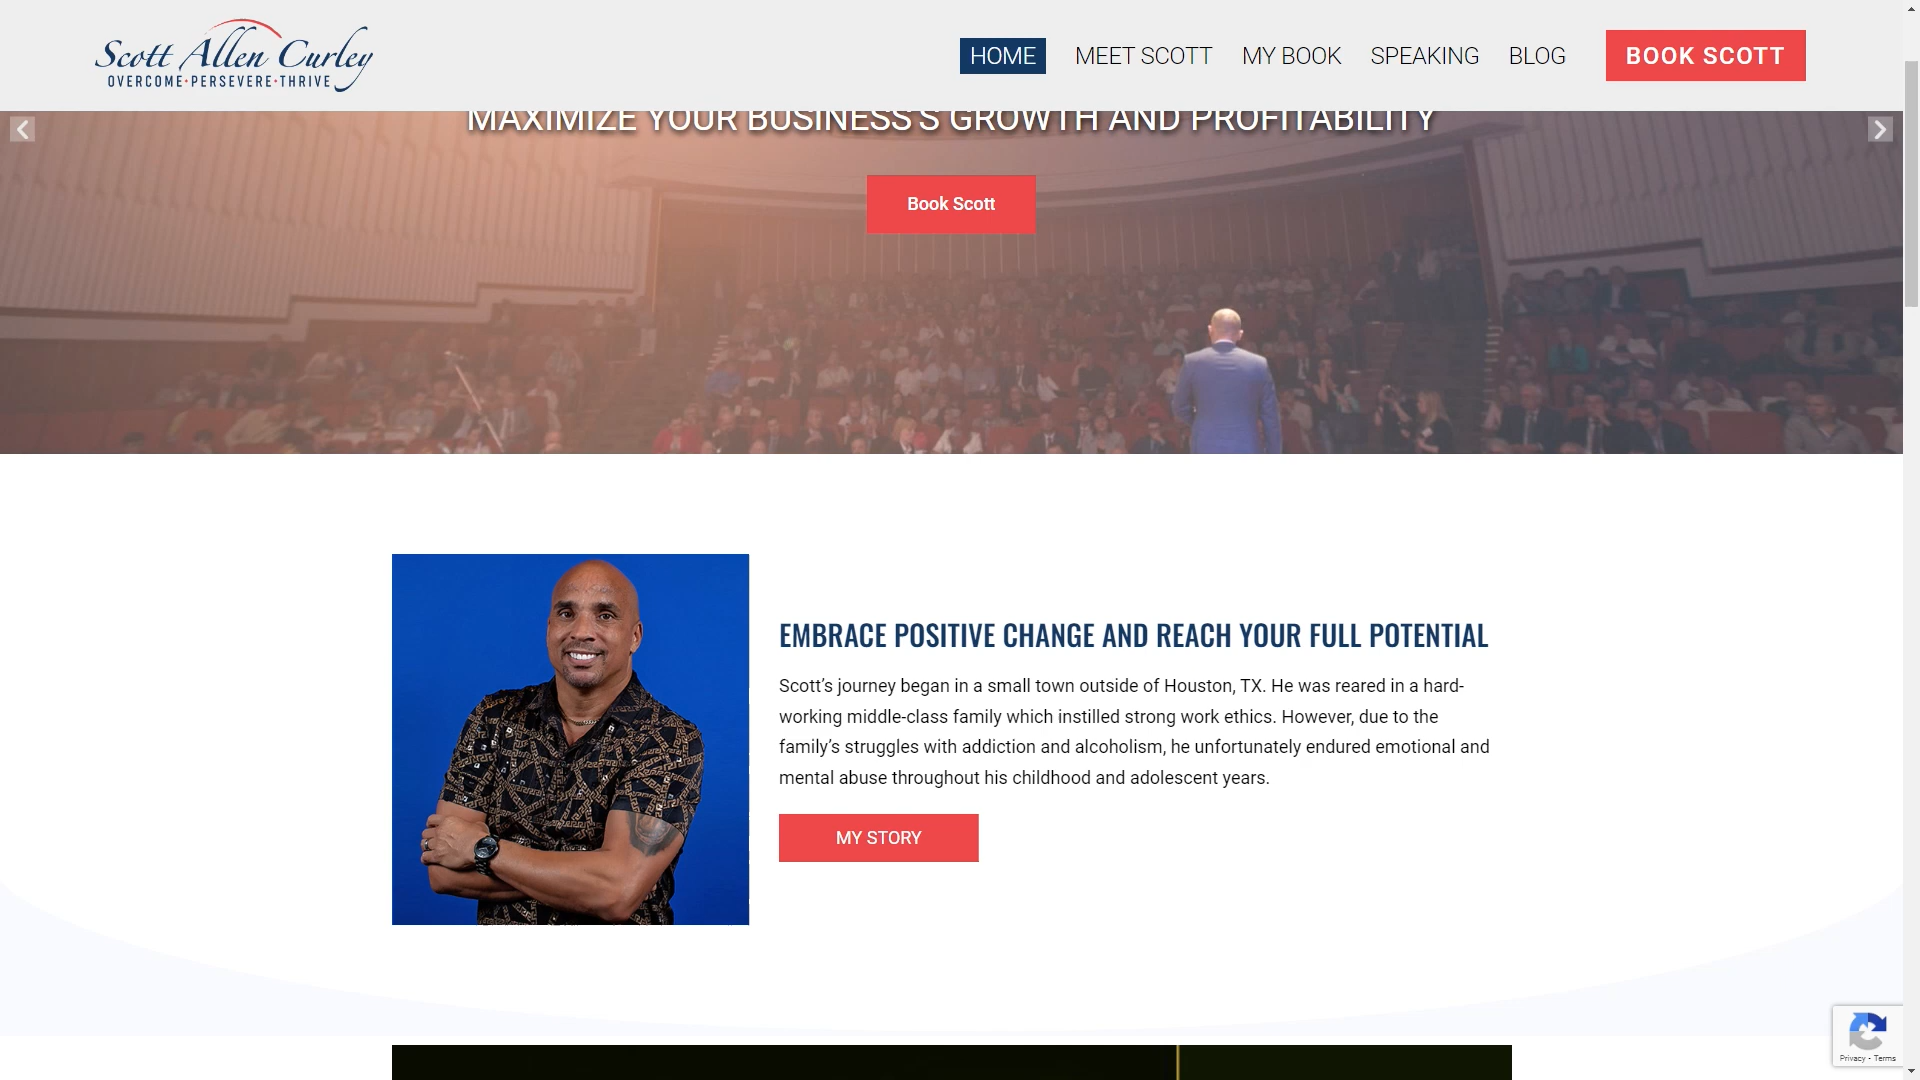 Scott Allen Curley
OVERCOME•PERSEVERE•THRIVE
HOME
MEET SCOTT
MY BOOK
SPEAKING
BLOG
BOOK SCOTT
MAXIMIZE YOUR BUSINESS'S GROWTH AND PROFITABILITY
Book Scott
EMBRACE POSITIVE CHANGE AND REACH YOUR FULL POTENTIAL
Scott’s journey began in a small town outside of Houston, TX. He was reared in a hard-
working middle-class family which instilled strong work ethics. However, due to the
family’s struggles with addiction and alcoholism, he unfortunately endured emotional and
mental abuse throughout his childhood and adolescent years.
MY STORY
Privacy - Terms